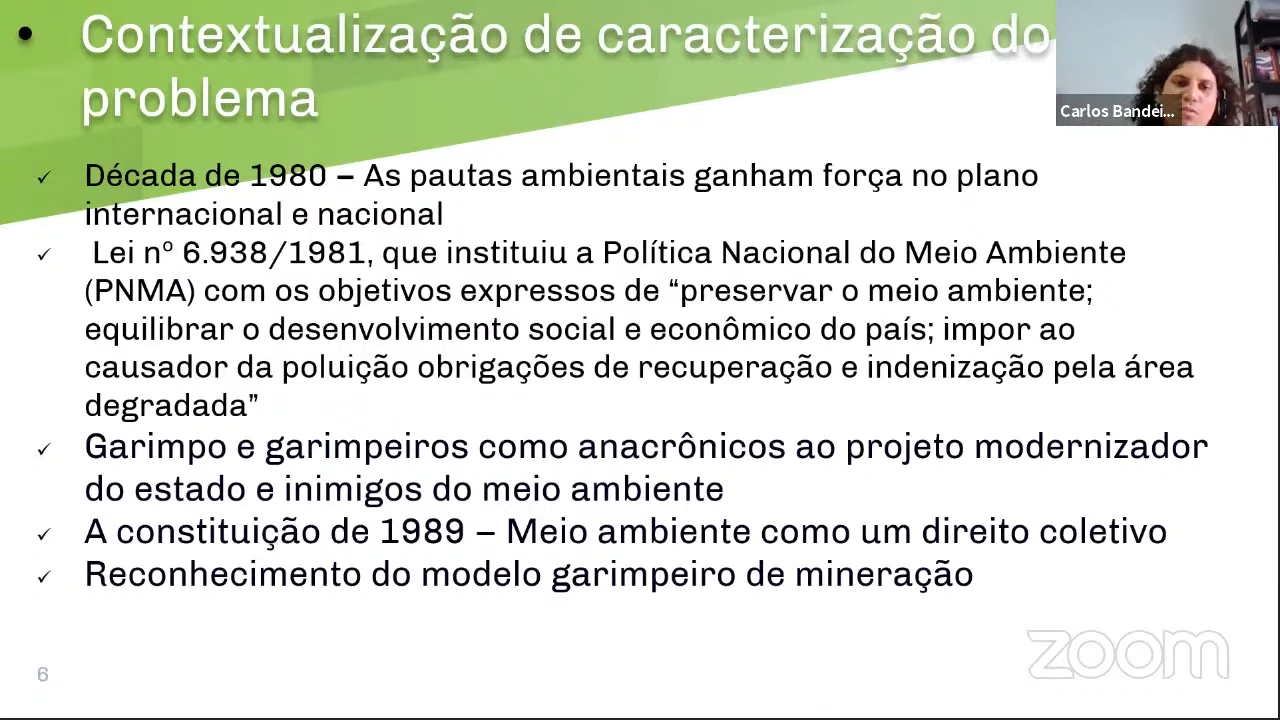 • Contextualização de caracterização do
problema
Carlos Bandei...
✓ Década de 1980 – As pautas ambientais ganham força no plano
internacional e nacional
✓ Lei nº 6.938/1981, que instituiu a Política Nacional do Meio Ambiente
(PNMA) com os objetivos expressos de “preservar o meio ambiente;
equilibrar o desenvolvimento social e econômico do país; impor ao
causador da poluição obrigações de recuperação e indenização pela área
degradada”
✓ Garimpo e garimpeiros como anacrônicos ao projeto modernizador
do estado e inimigos do meio ambiente
✓ A constituição de 1989 – Meio ambiente como um direito coletivo
✓ Reconhecimento do modelo garimpeiro de mineração
6
zoom